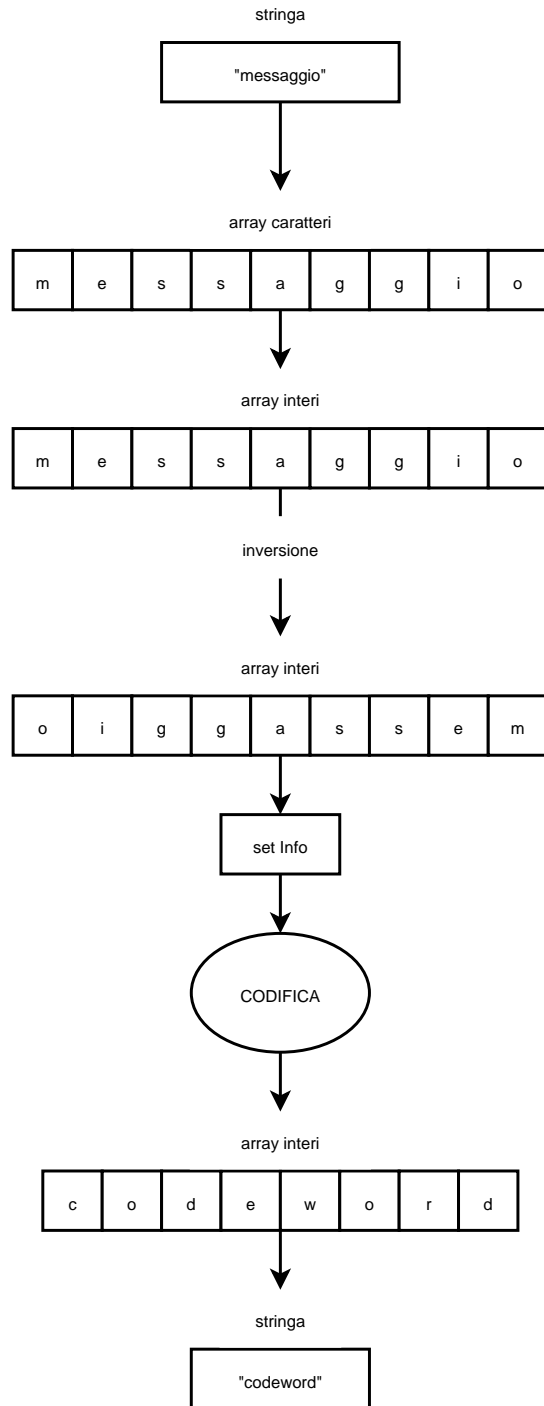 stringa
"messaggio"
array caratteri
m e s s a g g i o
array interi
m e s s a g g i o
inversione
array interi
o i g g a s s e m
set Info
CODIFICA
array interi
c o d e w o r d
stringa
"codeword"